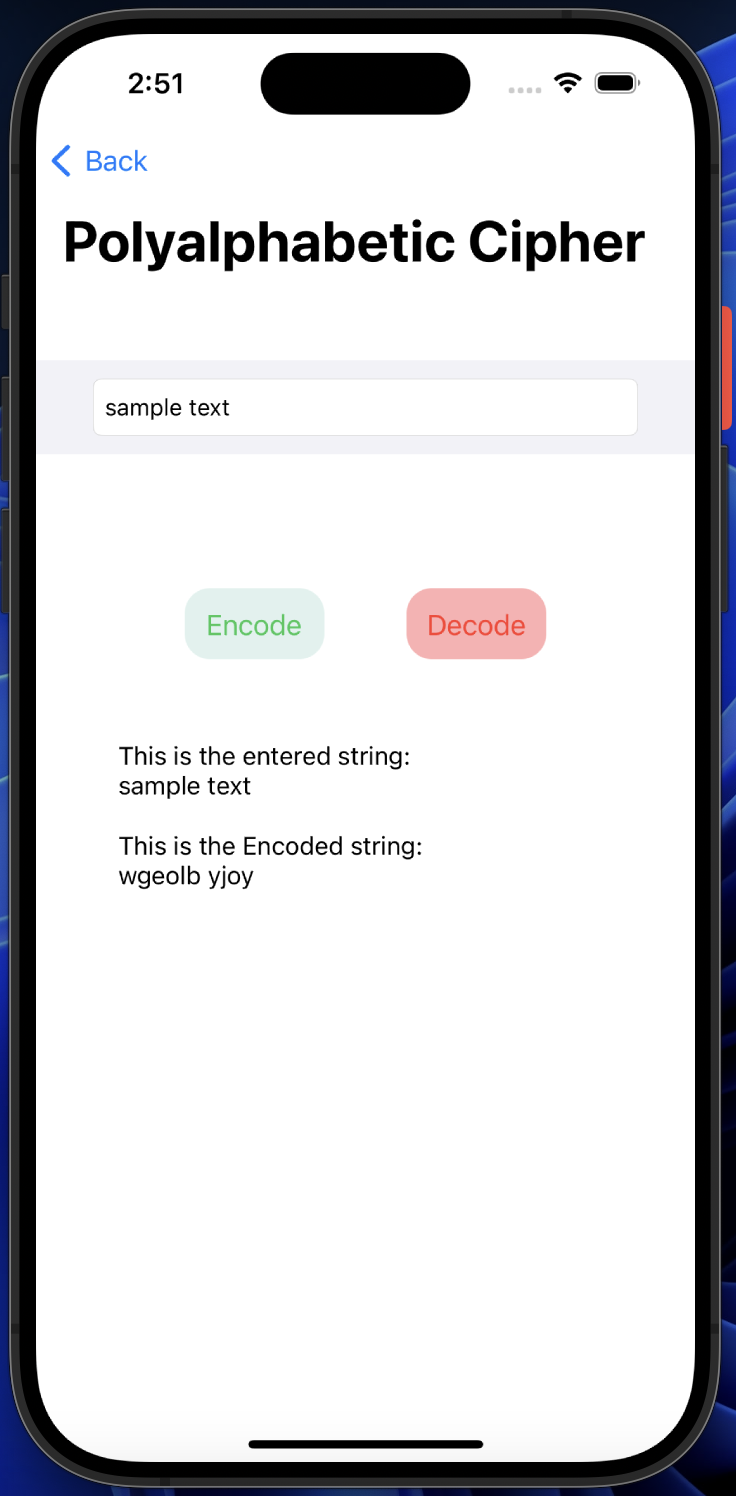 2:51
Back
Polyalphabetic Cipher
sample text
Encode
Decode
This is the entered string:
sample text
This is the Encoded string:
wgeolb yjoy